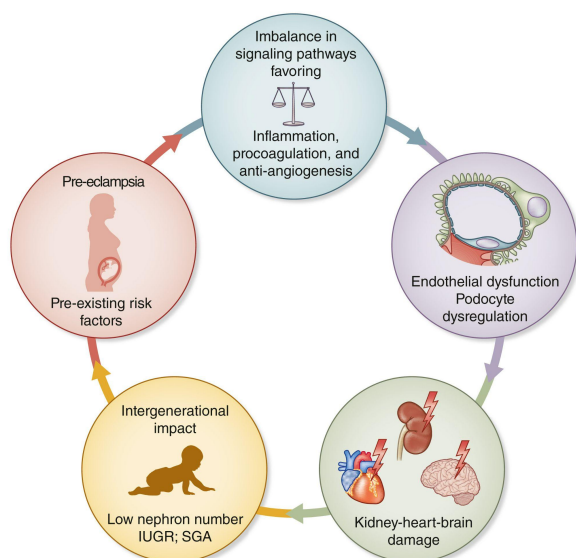 Imbalance in
signaling pathways
favoring
Inflammation,
procoagulation, and
anti-angiogenesis
Endothelial dysfunction
Podocyte
dysregulation
Kidney-heart-brain
damage
Intergenerational
impact
Low nephron number
IUGR; SGA
Pre-eclampsia
Pre-existing risk
factors